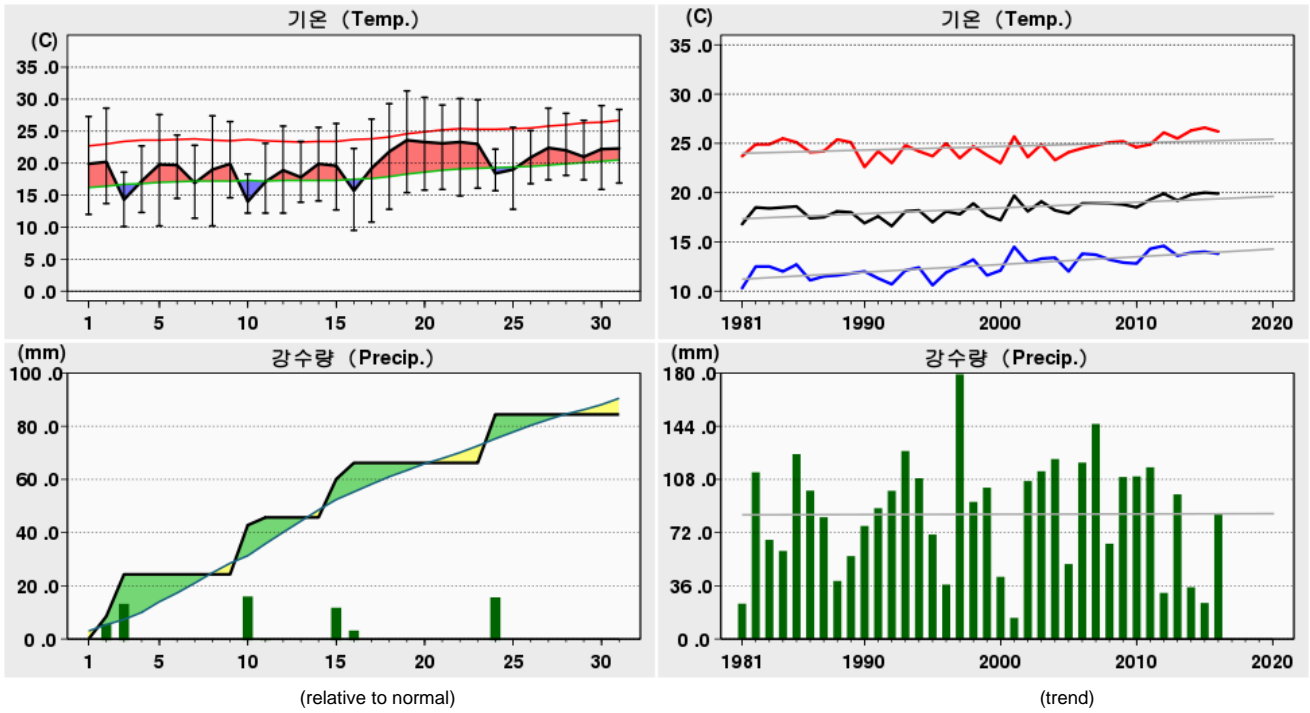 기온 (Temp.)
(C)
35 .0
30 .0
25 .0
20 .0
15 .0
10 .0
5 .0
0 .0
1 5 10 15 20 25 30
기온 (Temp.)
(C)
35 .0
30 .0
25 .0
20 .0
15 .0
10 .0
1981 1990 2000 2010 2020
강수량 (Precip.)
(mm)
100 .0
80 .0
60 .0
40 .0
20 .0
0 .0
1 5 10 15 20 25 30
(relative to normal)
강수량 (Precip.)
(mm)
180 .0
144 .0
108 .0
72 .0
36 .0
0 .0
1981 1990 2000 2010 2020
(trend)